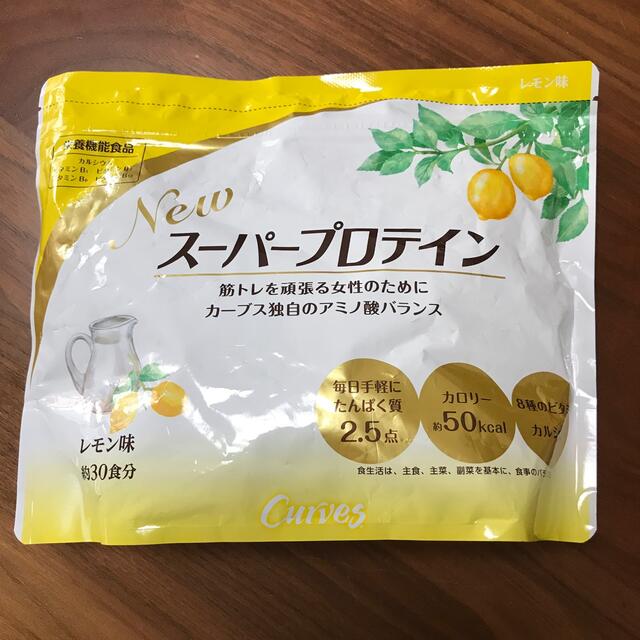 レモン味
栄養機能食品
カルシウム
New
スーパープロテイン
筋トレを頑張る女性のために
カーブス独自のアミノ酸バランス
毎日手軽に
たんぱく質
2.5点
カロリー
約50kcal
8種のビタ
カルシ
レモン味
約30食分
食生活は、主食、主菜、副菜を基本に、食事のバ
Curves